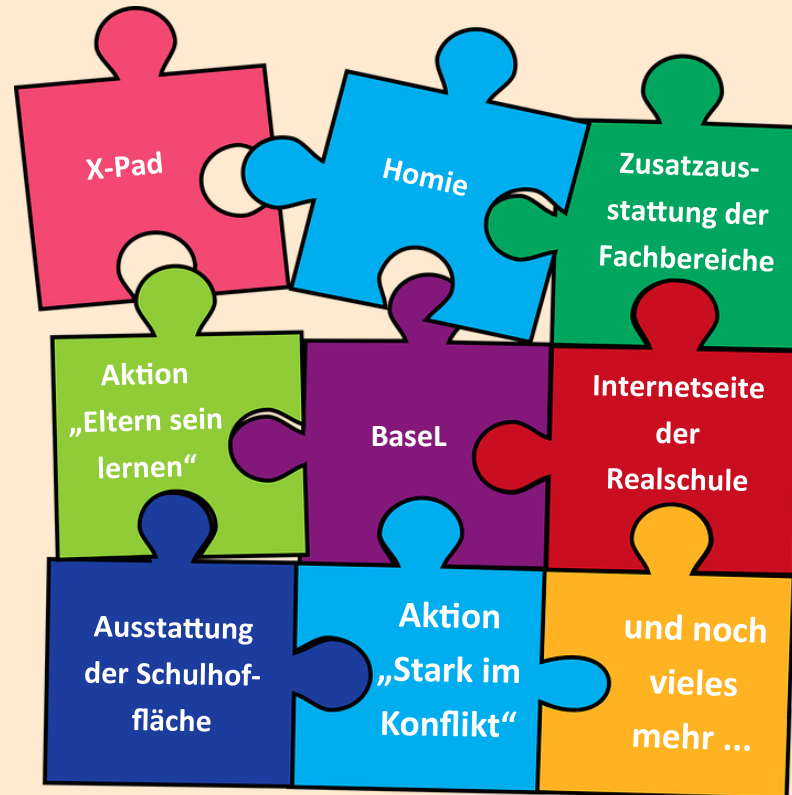 X-Pad
Homie
Zusatzaus-
stattung der
Fachbereiche
Aktion
„Eltern sein
lernen“
BaseL
Internetseite
der
Realschule
Ausstattung
der Schulhof-
fläche
Aktion
„Stark im
Konflikt“
und noch
vieles
mehr ...